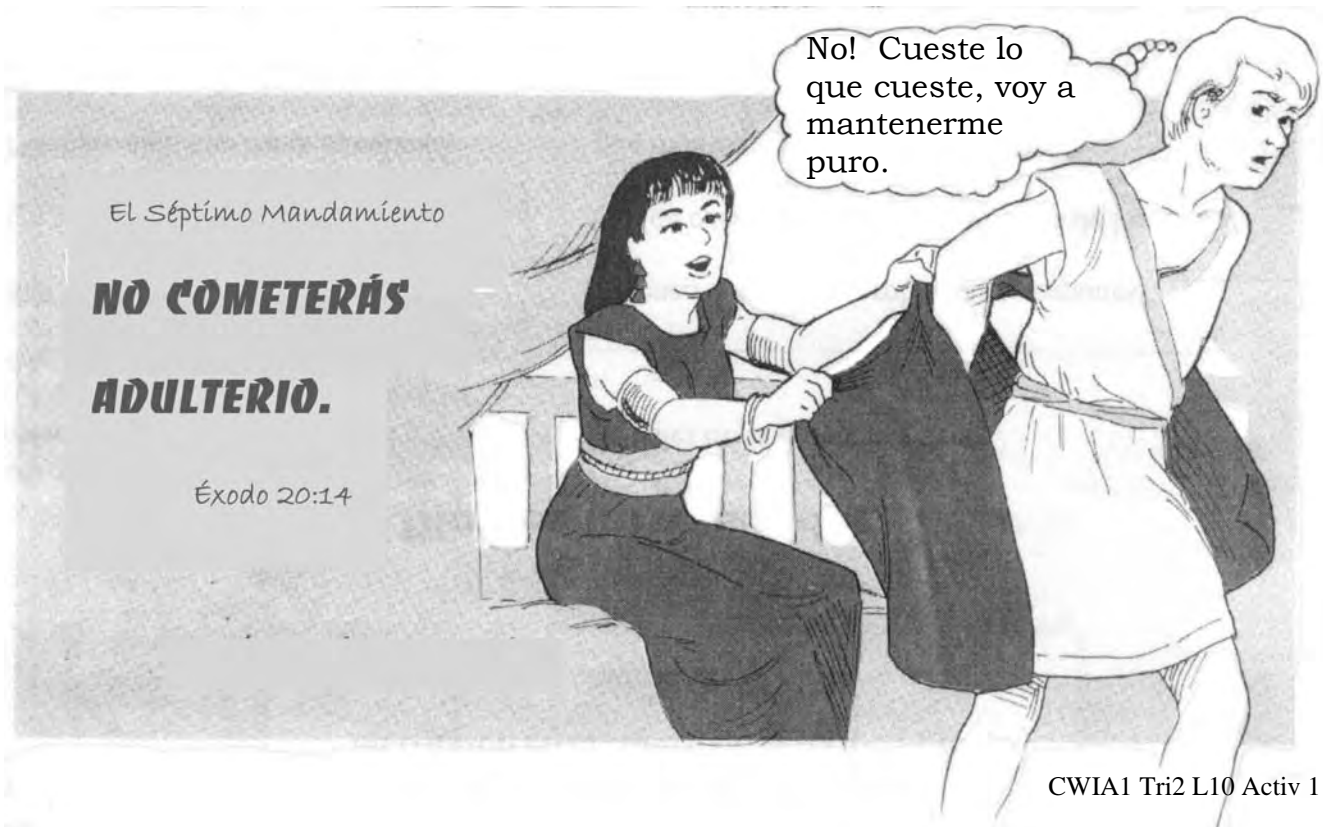 No! Cueste lo
que cueste, voy a
mantenerme
puro.
El Séptimo Mandamiento
NO COMETERÁS
ADULTERIO.
Éxodo 20:14
CWIA1 Tri2 L10 Activ 1